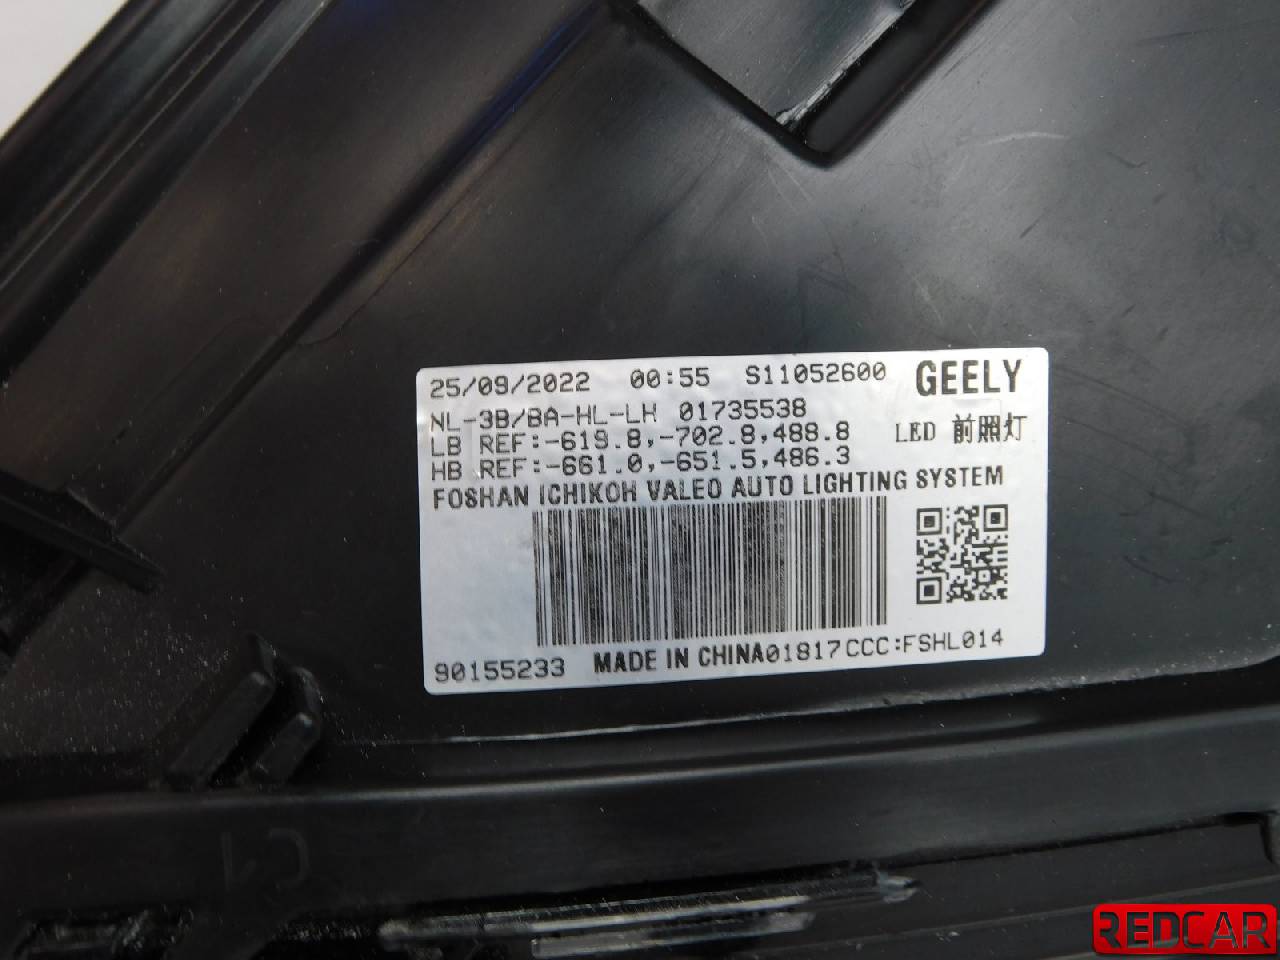 25/09/2022 00:55 S11052600 GEELY
NL-3B/BA-HL-LH 01735538
LB REF:-619.8,-702.8,488.8 LED 前照灯
HB REF:-661.0,-651.5,486.3
FOSHAN ICHIKOH VALEO AUTO LIGHTING SYSTEM
90155233 MADE IN CHINA01817CCC:FSHL014
C1
REDCAR